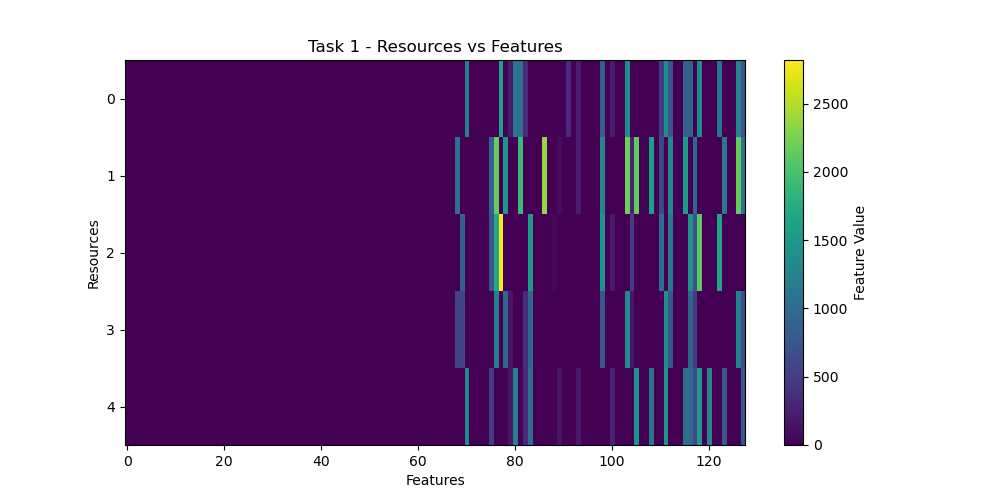 Task 1 - Resources vs Features
Resources
0
1
2
3
4
0 20 40 60 80 100 120
Features
2500
2000
1500
1000
500
0
Feature Value